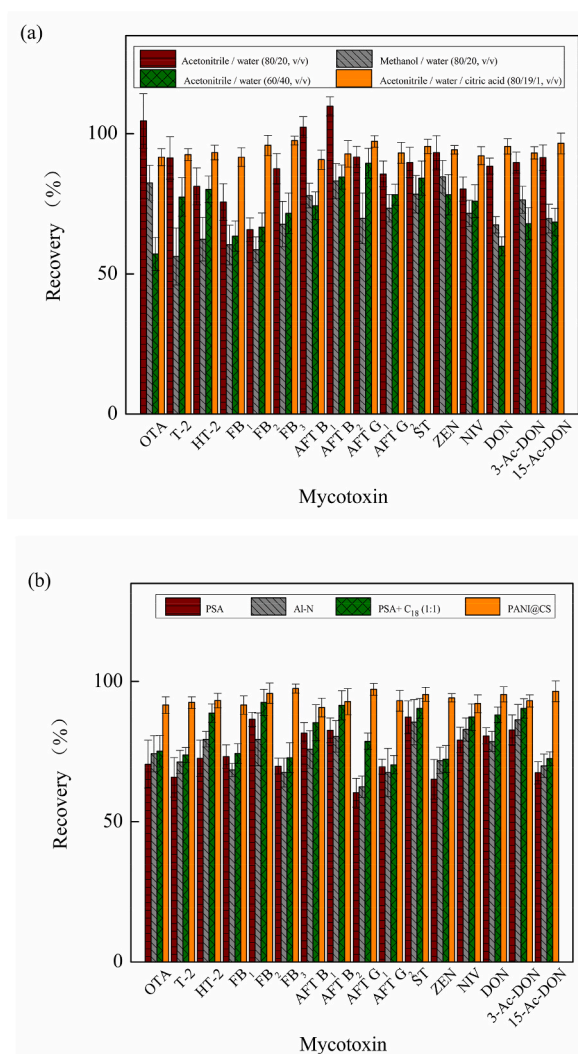 (a)
Acetonitrile / water (80/20, v/v)
Methanol / water (80/20, v/v)
Acetonitrile / water (60/40, v/v)
Acetonitrile / water / citric acid (80/19/1, v/v)
Recovery (%)
100
50
0
OTA
T-2
HT-2
FB1
FB2
FB3
AFT B1
AFT B2
AFT G1
AFT G2
ST
ZEN
NIV
DON
3-Ac-DON
15-Ac-DON
Mycotoxin
(b)
PSA
Al-N
PSA+ C18 (1:1)
PANI@CS
Recovery (%)
100
50
0
OTA
T-2
HT-2
FB1
FB2
FB3
AFT B1
AFT B2
AFT G1
AFT G2
ST
ZEN
NIV
DON
3-Ac-DON
15-Ac-DON
Mycotoxin